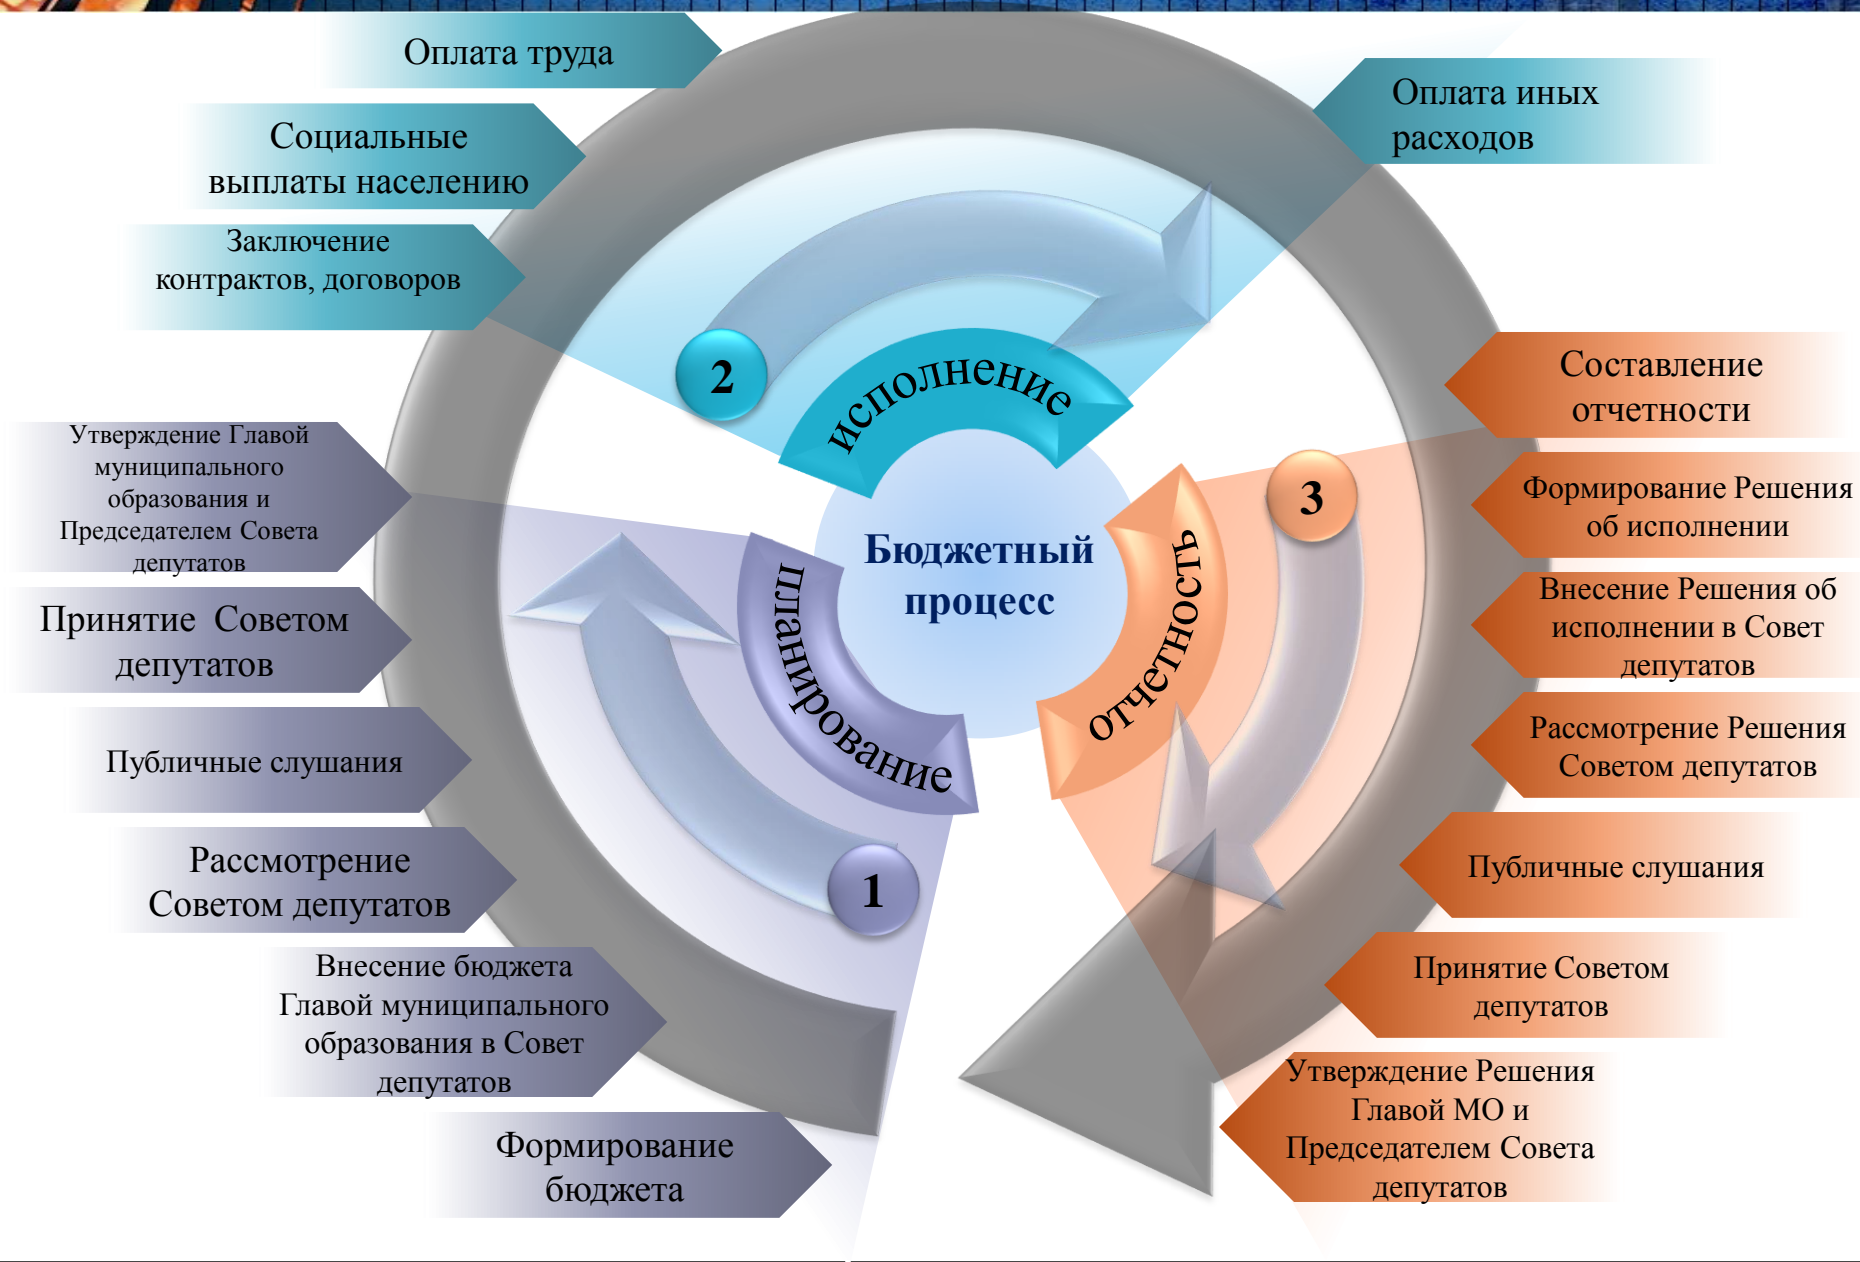 Оплата труда
Социальные
выплаты населению
Заключение
контрактов, договоров
Оплата иных
расходов
2
исполнение
Утверждение Главой
муниципального
образования и
Председателем Совета
депутатов
Принятие Советом
депутатов
Публичные слушания
Рассмотрение
Советом депутатов
Внесение бюджета
Главой муниципального
образования в Совет
депутатов
Формирование
бюджета
1
планирование
Бюджетный
процесс
3
отчетность
Составление
отчетности
Формирование Решения
об исполнении
Внесение Решения об
исполнении в Совет
депутатов
Рассмотрение Решения
Советом депутатов
Публичные слушания
Принятие Советом
депутатов
Утверждение Решения
Главой МО и
Председателем Совета
депутатов